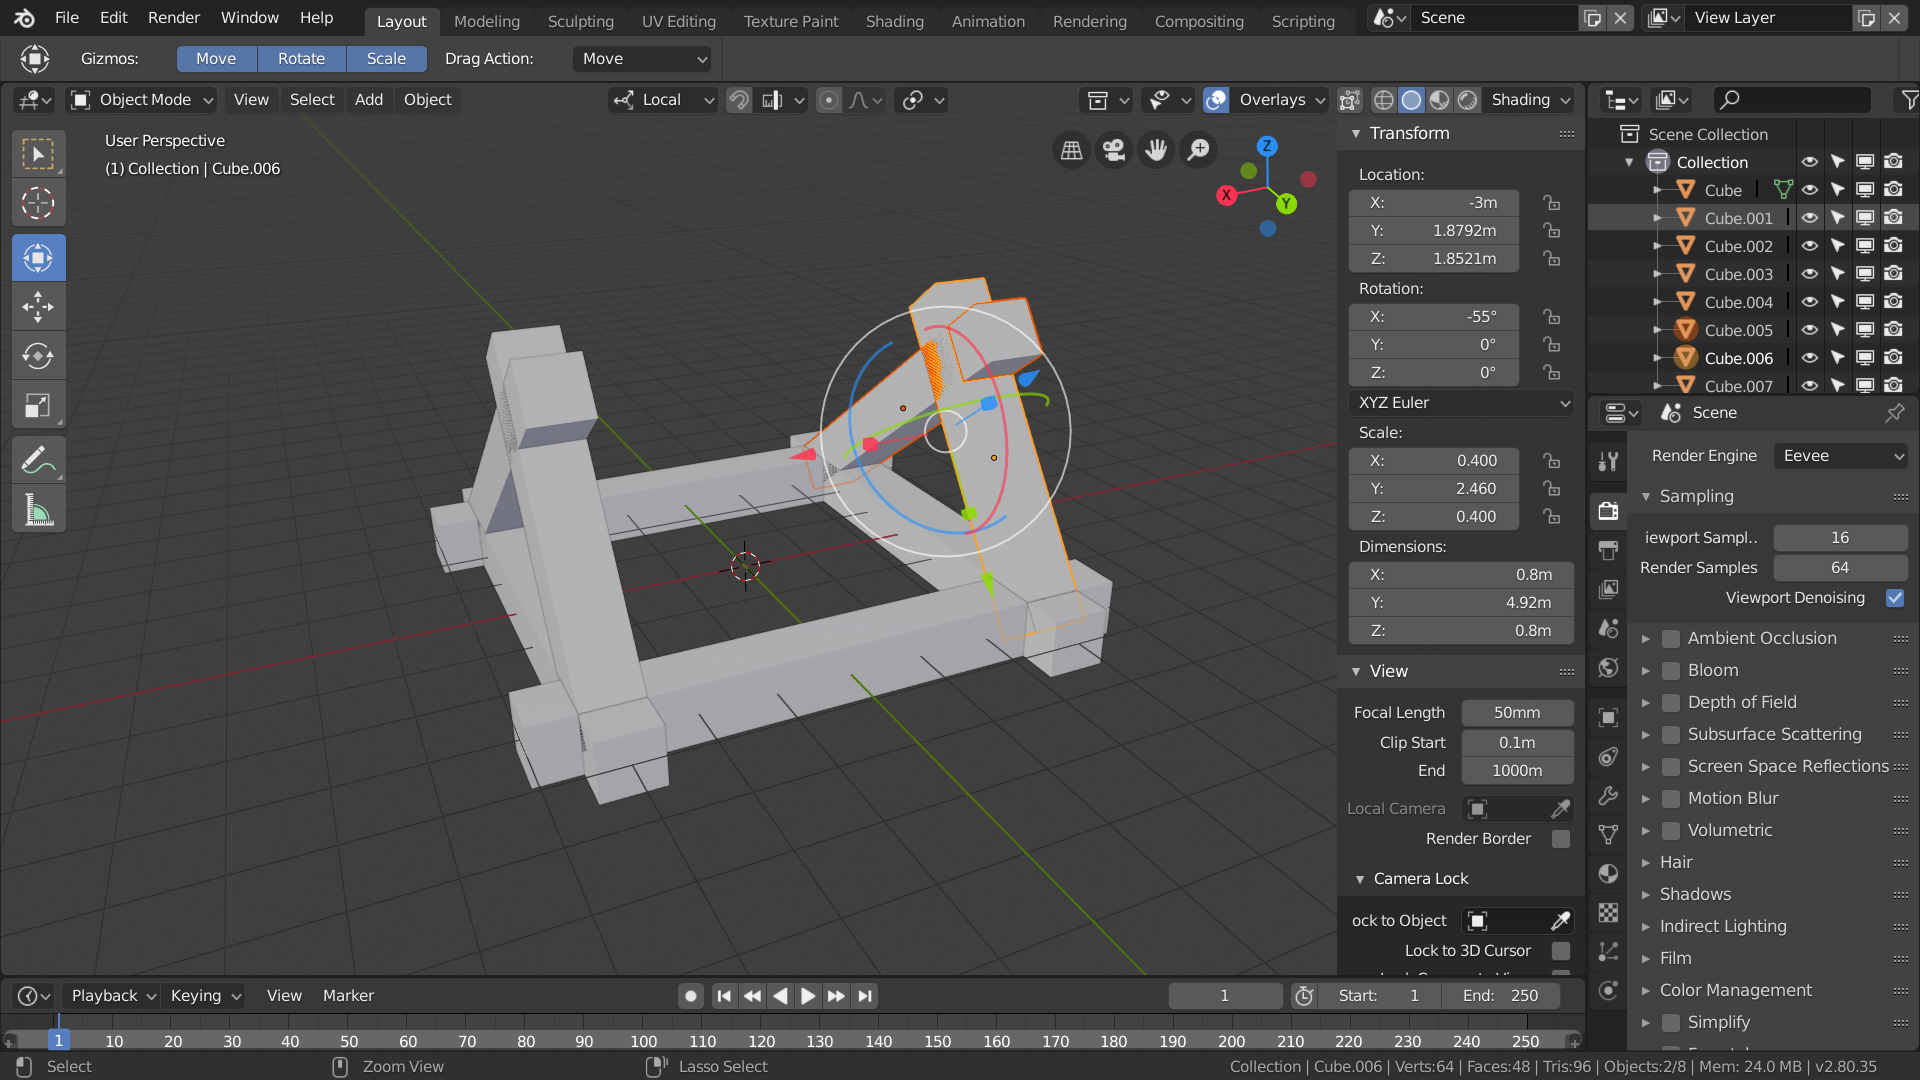 File Edit Render Window Help Layout Modeling Sculpting UV Editing Texture Paint Shading Animation Rendering Compositing Scripting Scene View Layer
Gizmos: Move Rotate Scale Drag Action: Move
Object Mode View Select Add Object Local Overlays Shading
User Perspective
(1) Collection | Cube.006
Z
X
Y
Transform
Location:
X: -3m
Y: 1.8792m
Z: 1.8521m
Rotation:
X: -55°
Y: 0°
Z: 0°
XYZ Euler
Scale:
X: 0.400
Y: 2.460
Z: 0.400
Dimensions:
X: 0.8m
Y: 4.92m
Z: 0.8m
View
Focal Length 50mm
Clip Start 0.1m
End 1000m
Local Camera
Render Border
Camera Lock
ock to Object
Lock to 3D Cursor
Scene Collection
Collection
Cube
Cube.001
Cube.002
Cube.003
Cube.004
Cube.005
Cube.006
Cube.007
Scene
Render Engine Eevee
Sampling
iewport Sampl.. 16
Render Samples 64
Viewport Denoising
Ambient Occlusion
Bloom
Depth of Field
Subsurface Scattering
Screen Space Reflections
Motion Blur
Volumetric
Hair
Shadows
Indirect Lighting
Film
Color Management
Simplify
Playback Keying View Marker 1 Start: 1 End: 250
1 10 20 30 40 50 60 70 80 90 100 110 120 130 140 150 160 170 180 190 200 210 220 230 240 250
Select Zoom View Lasso Select Collection | Cube.006 | Verts:64 | Faces:48 | Tris:96 | Objects:2/8 | Mem: 24.0 MB | v2.80.35